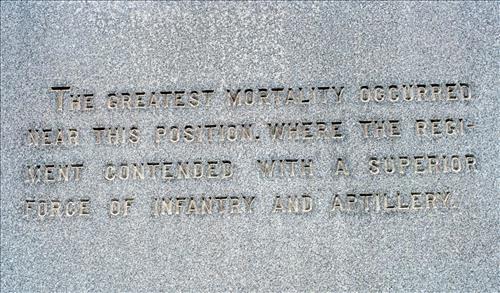 THE GREATEST MORTALITY OCCURRED
NEAR THIS POSITION. WHERE THE REGI-
MENT CONTENDED WITH A SUPERIOR
FORCE OF INFANTRY AND ARTILLERY.